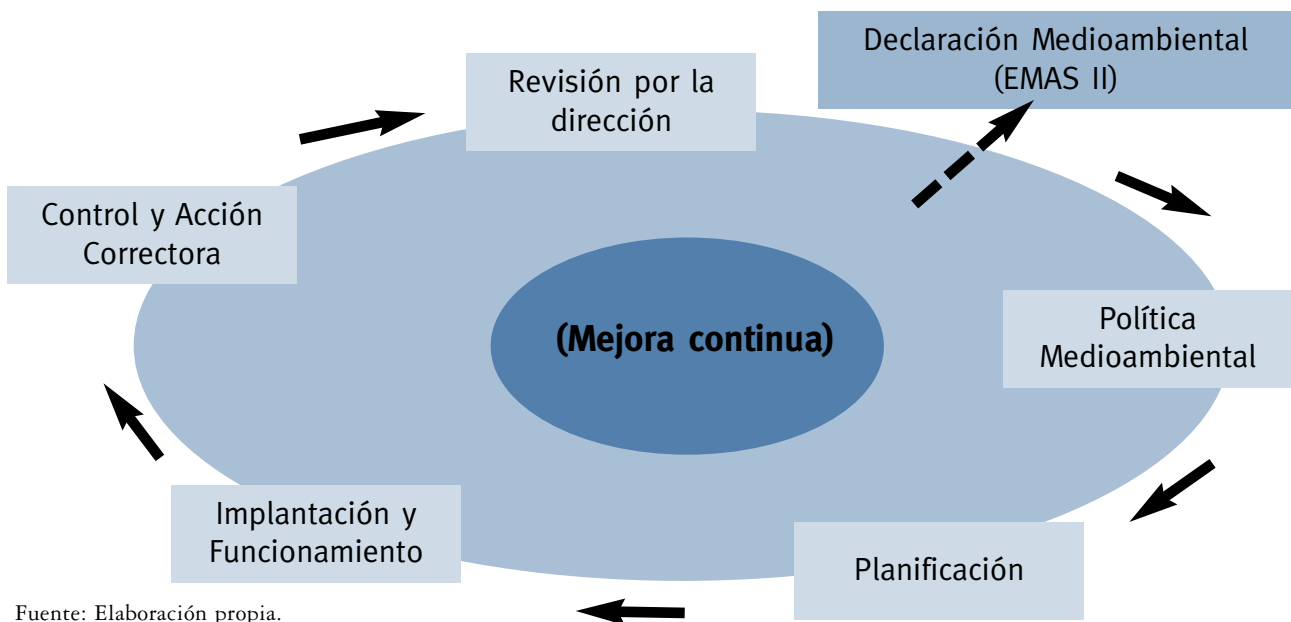 Declaración Medioambiental
(EMAS II)
Revisión por la
dirección
Control y Acción
Correctora
(Mejora continua)
Política
Medioambiental
Implantación y
Funcionamiento
Planificación
Fuente: Elaboración propia.